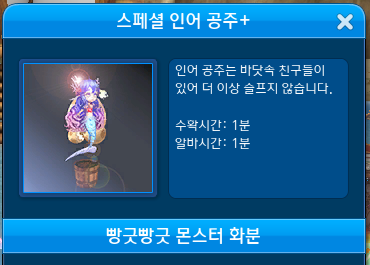 스페셜 인어 공주+
인어 공주는 바닷속 친구들이
있어 더 이상 슬프지 않습니다.
수확시간: 1분
알바시간: 1분
빵긋빵긋 몬스터 화분